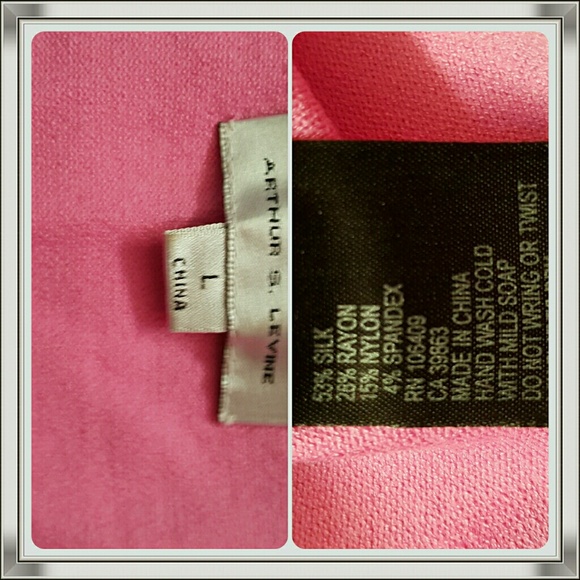 ARTHUR S. LEVINE
L
CHINA
53% SILK
28% RAYON
15% NYLON
4% SPANDEX
RN 105409
CA 39863
MADE IN CHINA
HAND WASH COLD
WITH MILD SOAP
DO NOT WRING OR TWIST